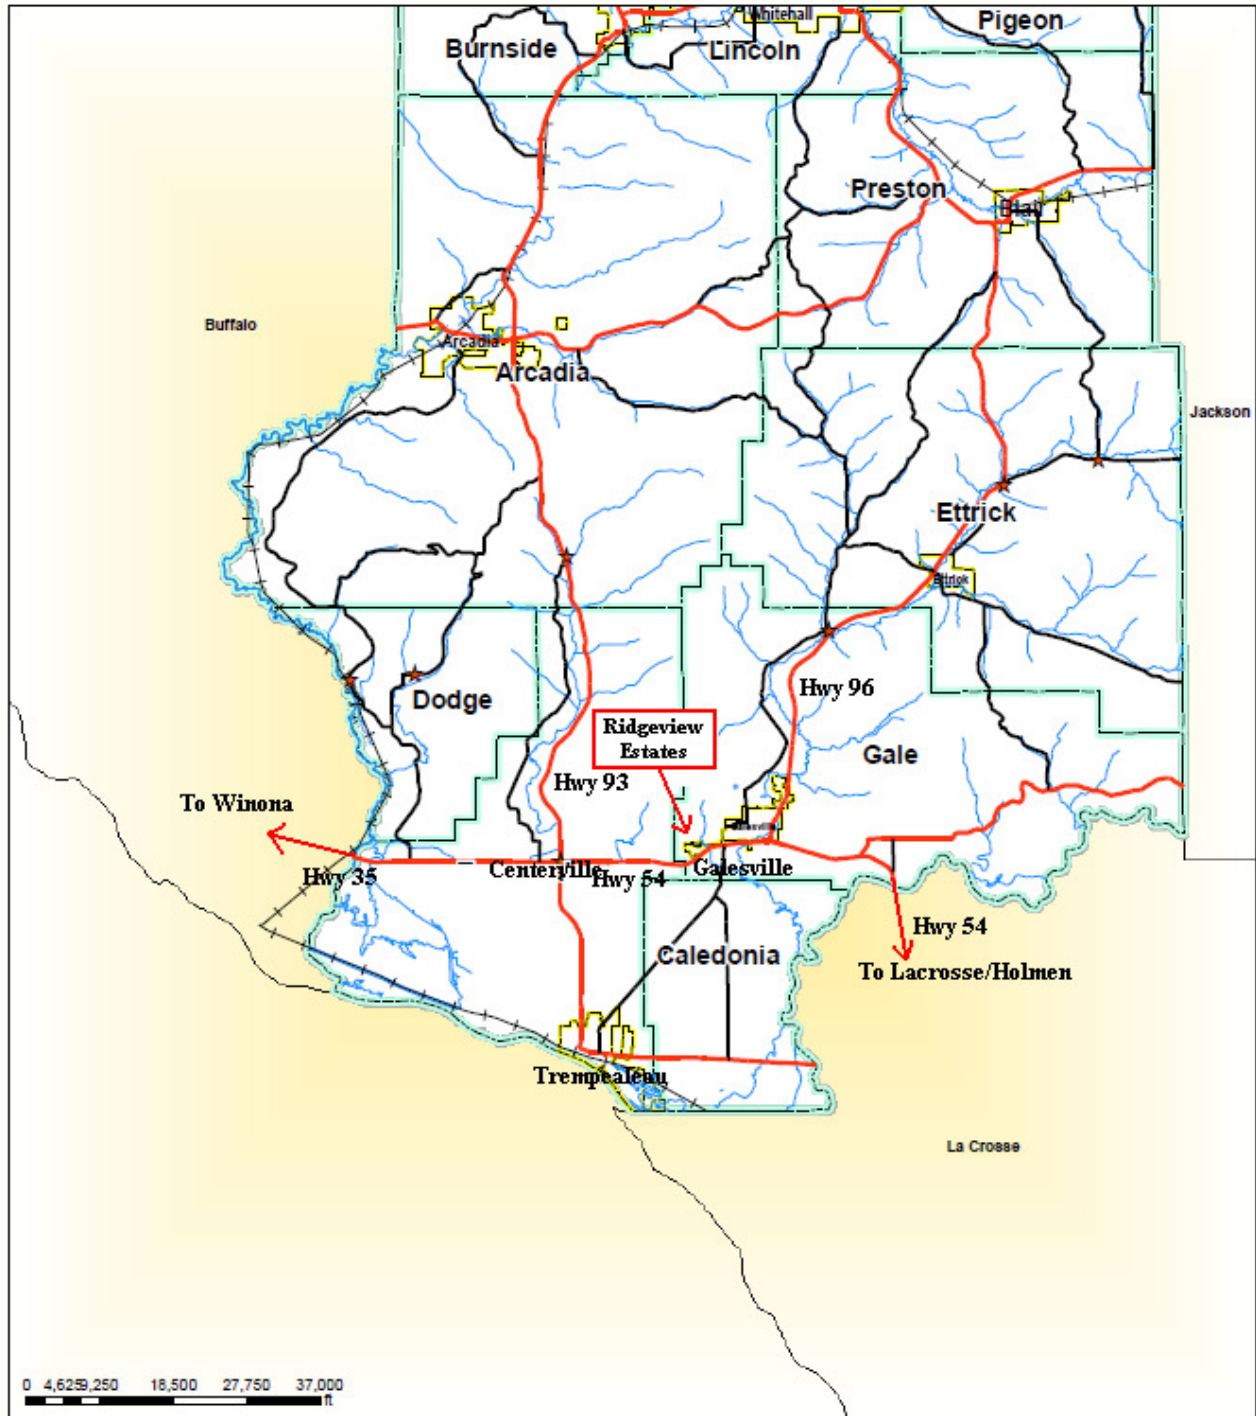 Whitehall
Pigeon
Burnside
Lincoln
Preston
Blair
Buffalo
Arcadia
Arcadia
Jackson
Ettrick
Ettrick
Dodge
Hwy 96
Ridgeview
Estates
Gale
Hwy 93
To Winona
Galesville
Hwy 35
Centerville
Hwy 54
Galesville
Hwy 54
Caledonia
To Lacrosse/Holmen
Trempealeau
La Crosse
0 4,625 9,250 18,500 27,750 37,000
ft